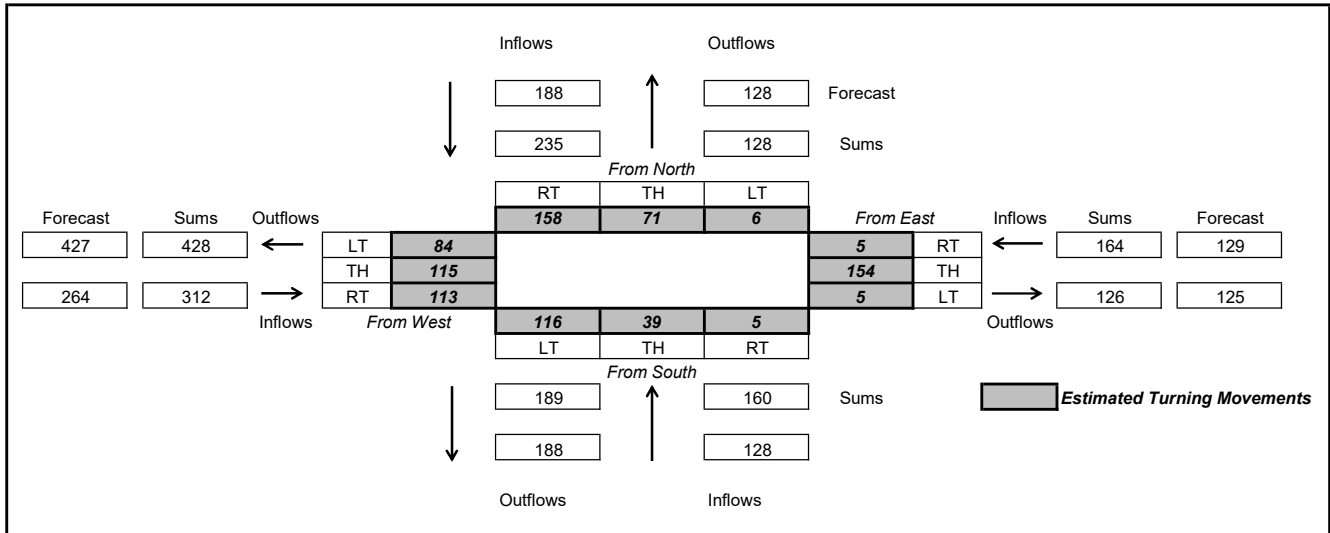 Inflows Outflows
188 128 Forecast
235 128 Sums
From North
RT TH LT
Forecast Sums Outflows 158 71 6 From East Inflows Sums Forecast
427 428 LT 84 5 RT 164 129
TH 115 154 TH
264 312 RT 113 5 LT 126 125
Inflows From West 116 39 5 Outflows
LT TH RT
From South
189 160 Sums Estimated Turning Movements
188 128
Outflows Inflows